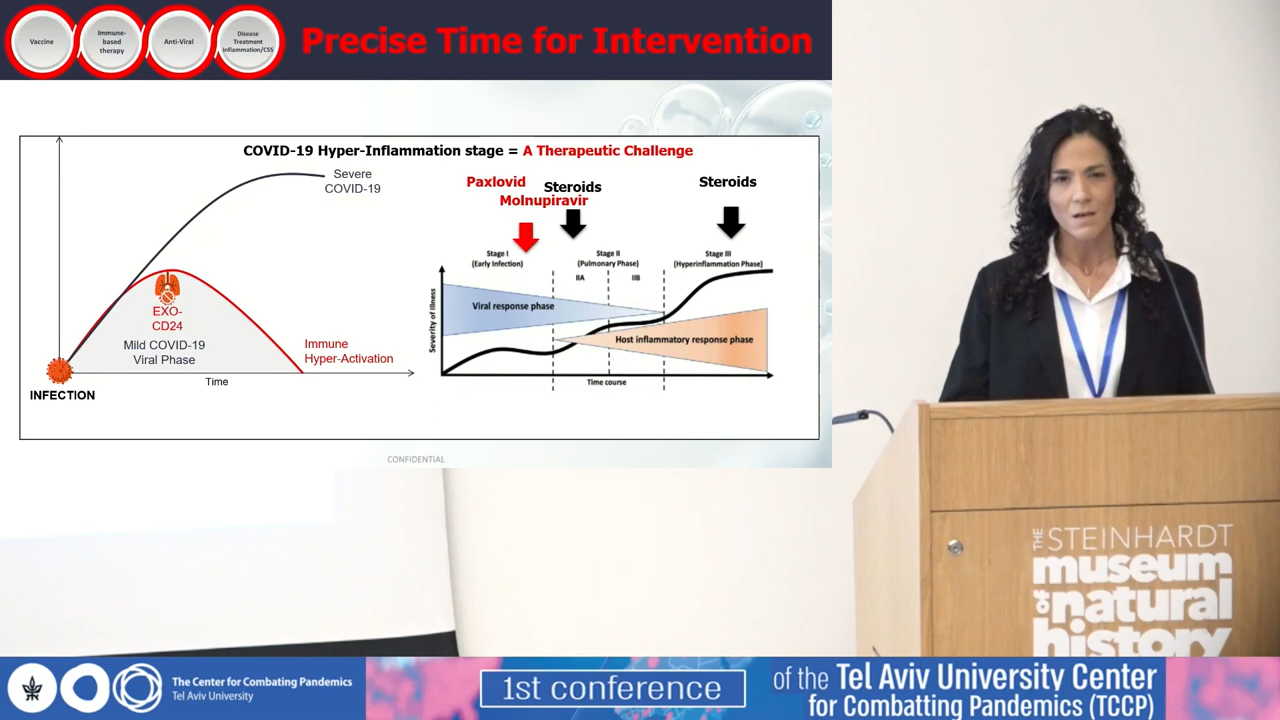 Vaccine
Immune-
based
therapy
Anti-Viral
Disease
Treatment
Inflammation/CSS
Precise Time for Intervention
COVID-19 Hyper-Inflammation stage = A Therapeutic Challenge
Severe
COVID-19
EXO-
CD24
Mild COVID-19
Viral Phase
Immune
Hyper-Activation
Time
INFECTION
Paxlovid
Steroids
Molnupiravir
Steroids
Stage I
(Early Infection)
Stage II
(Pulmonary Phase)
Stage III
(Hyperinflammation Phase)
IIA
IIB
Severity of Illness
Viral response phase
Host inflammatory response phase
Time course
CONFIDENTIAL
THE STEINHARDT
museum
of natural
history
The Center for Combating Pandemics
Tel Aviv University
1st conference
of the Tel Aviv University Center
for Combatting Pandemics (TCCP)